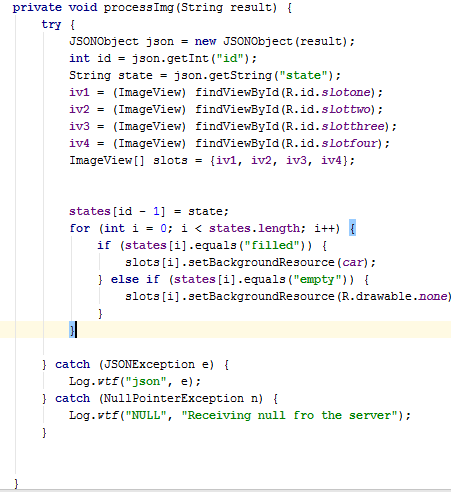 private void processImg(String result) {
try {
JSONObject json = new JSONObject(result);
int id = json.getInt("id");
String state = json.getString("state");
iv1 = (ImageView) findViewById(R.id.slotone);
iv2 = (ImageView) findViewById(R.id.slottwo);
iv3 = (ImageView) findViewById(R.id.slotthree);
iv4 = (ImageView) findViewById(R.id.slotfour);
ImageView[] slots = {iv1, iv2, iv3, iv4};
states[id - 1] = state;
for (int i = 0; i < states.length; i++) {
if (states[i].equals("filled")) {
slots[i].setBackgroundResource(car);
} else if (states[i].equals("empty")) {
slots[i].setBackgroundResource(R.drawable.none)
}
}
} catch (JSONException e) {
Log.wtf("json", e);
} catch (NullPointerException n) {
Log.wtf("NULL", "Receiving null fro the server");
}
}